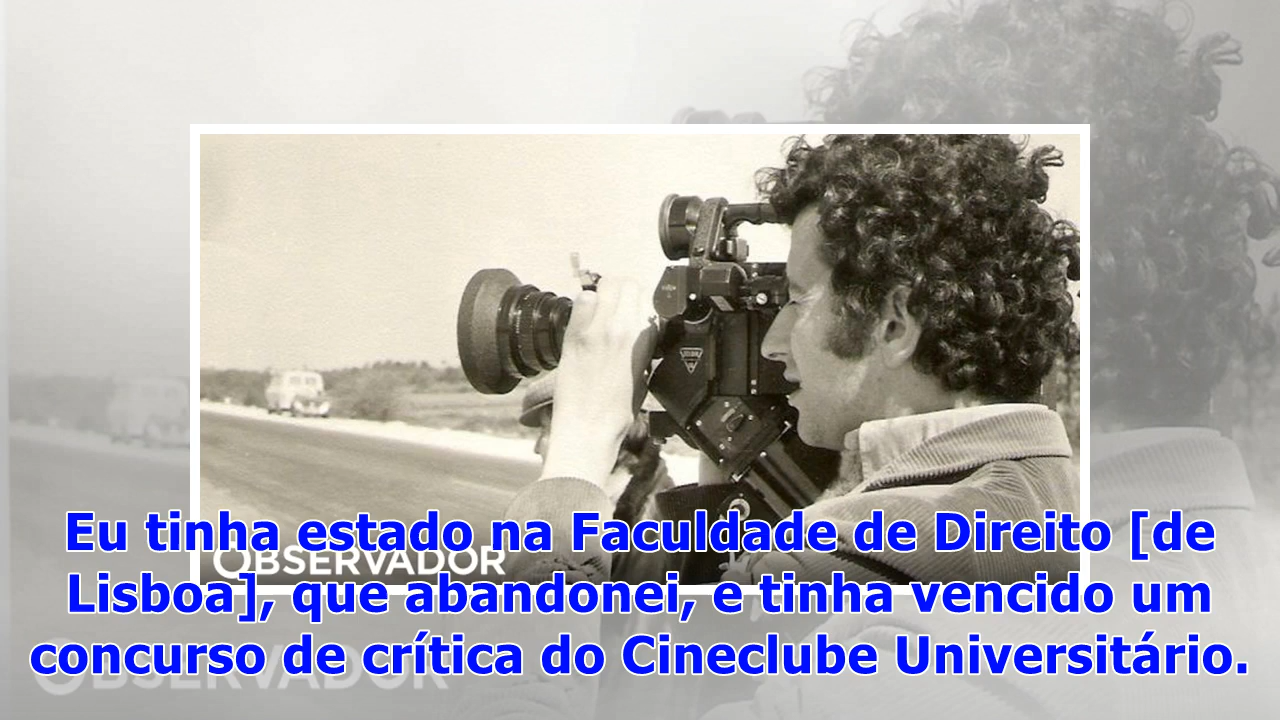 Eu tinha estado na Faculdade de Direito [de
OBSERVADOR
Lisboa], que abandonei, e tinha vencido um
concurso de crítica do Cineclube Universitário.
OBSERVADOR